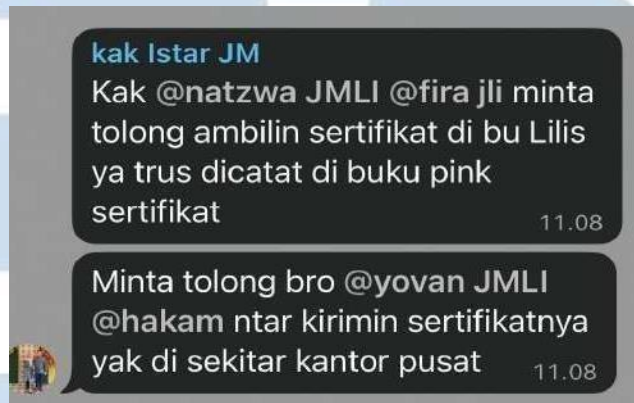 kak Istar JM
Kak @natzwa JMLI @fira jli minta
tolong ambilin sertifikat di bu Lilis
ya trus dicatat di buku pink
sertifikat
11.08
Minta tolong bro @yovan JMLI
@hakam ntar kirimin sertifikatnya
yak di sekitar kantor pusat
11.08